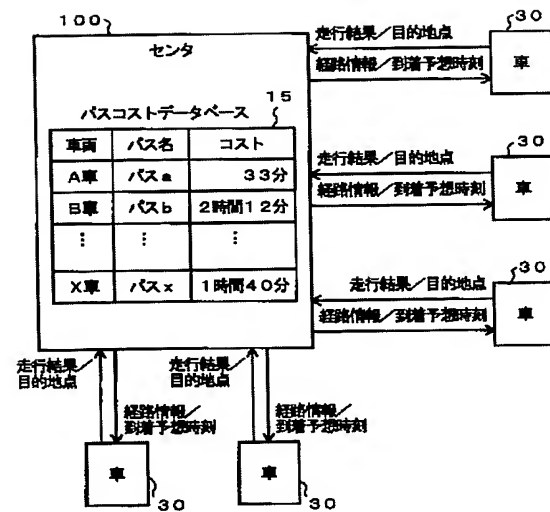 100
センタ
パスコストデータベース
15
車両 パス名 コスト
A車 パスa 33分
B車 パスb 2時間12分
⋮ ⋮ ⋮
X車 パスx 1時間40分
走行結果/目的地点
経路情報/到着予想時刻
30
車
走行結果/目的地点
経路情報/到着予想時刻
30
車
走行結果/目的地点
経路情報/到着予想時刻
30
車
走行結果/
目的地点
経路情報/
到着予想時刻
車
30
走行結果/
目的地点
経路情報/
到着予想時刻
車
30